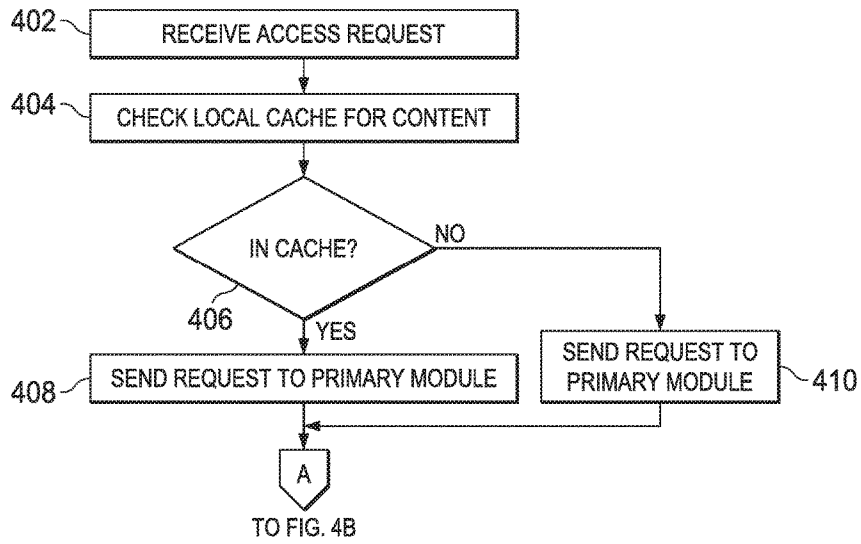 402
RECEIVE ACCESS REQUEST
404
CHECK LOCAL CACHE FOR CONTENT
IN CACHE?
NO
406
YES
408
SEND REQUEST TO PRIMARY MODULE
SEND REQUEST TO
PRIMARY MODULE
410
A
TO FIG. 4B